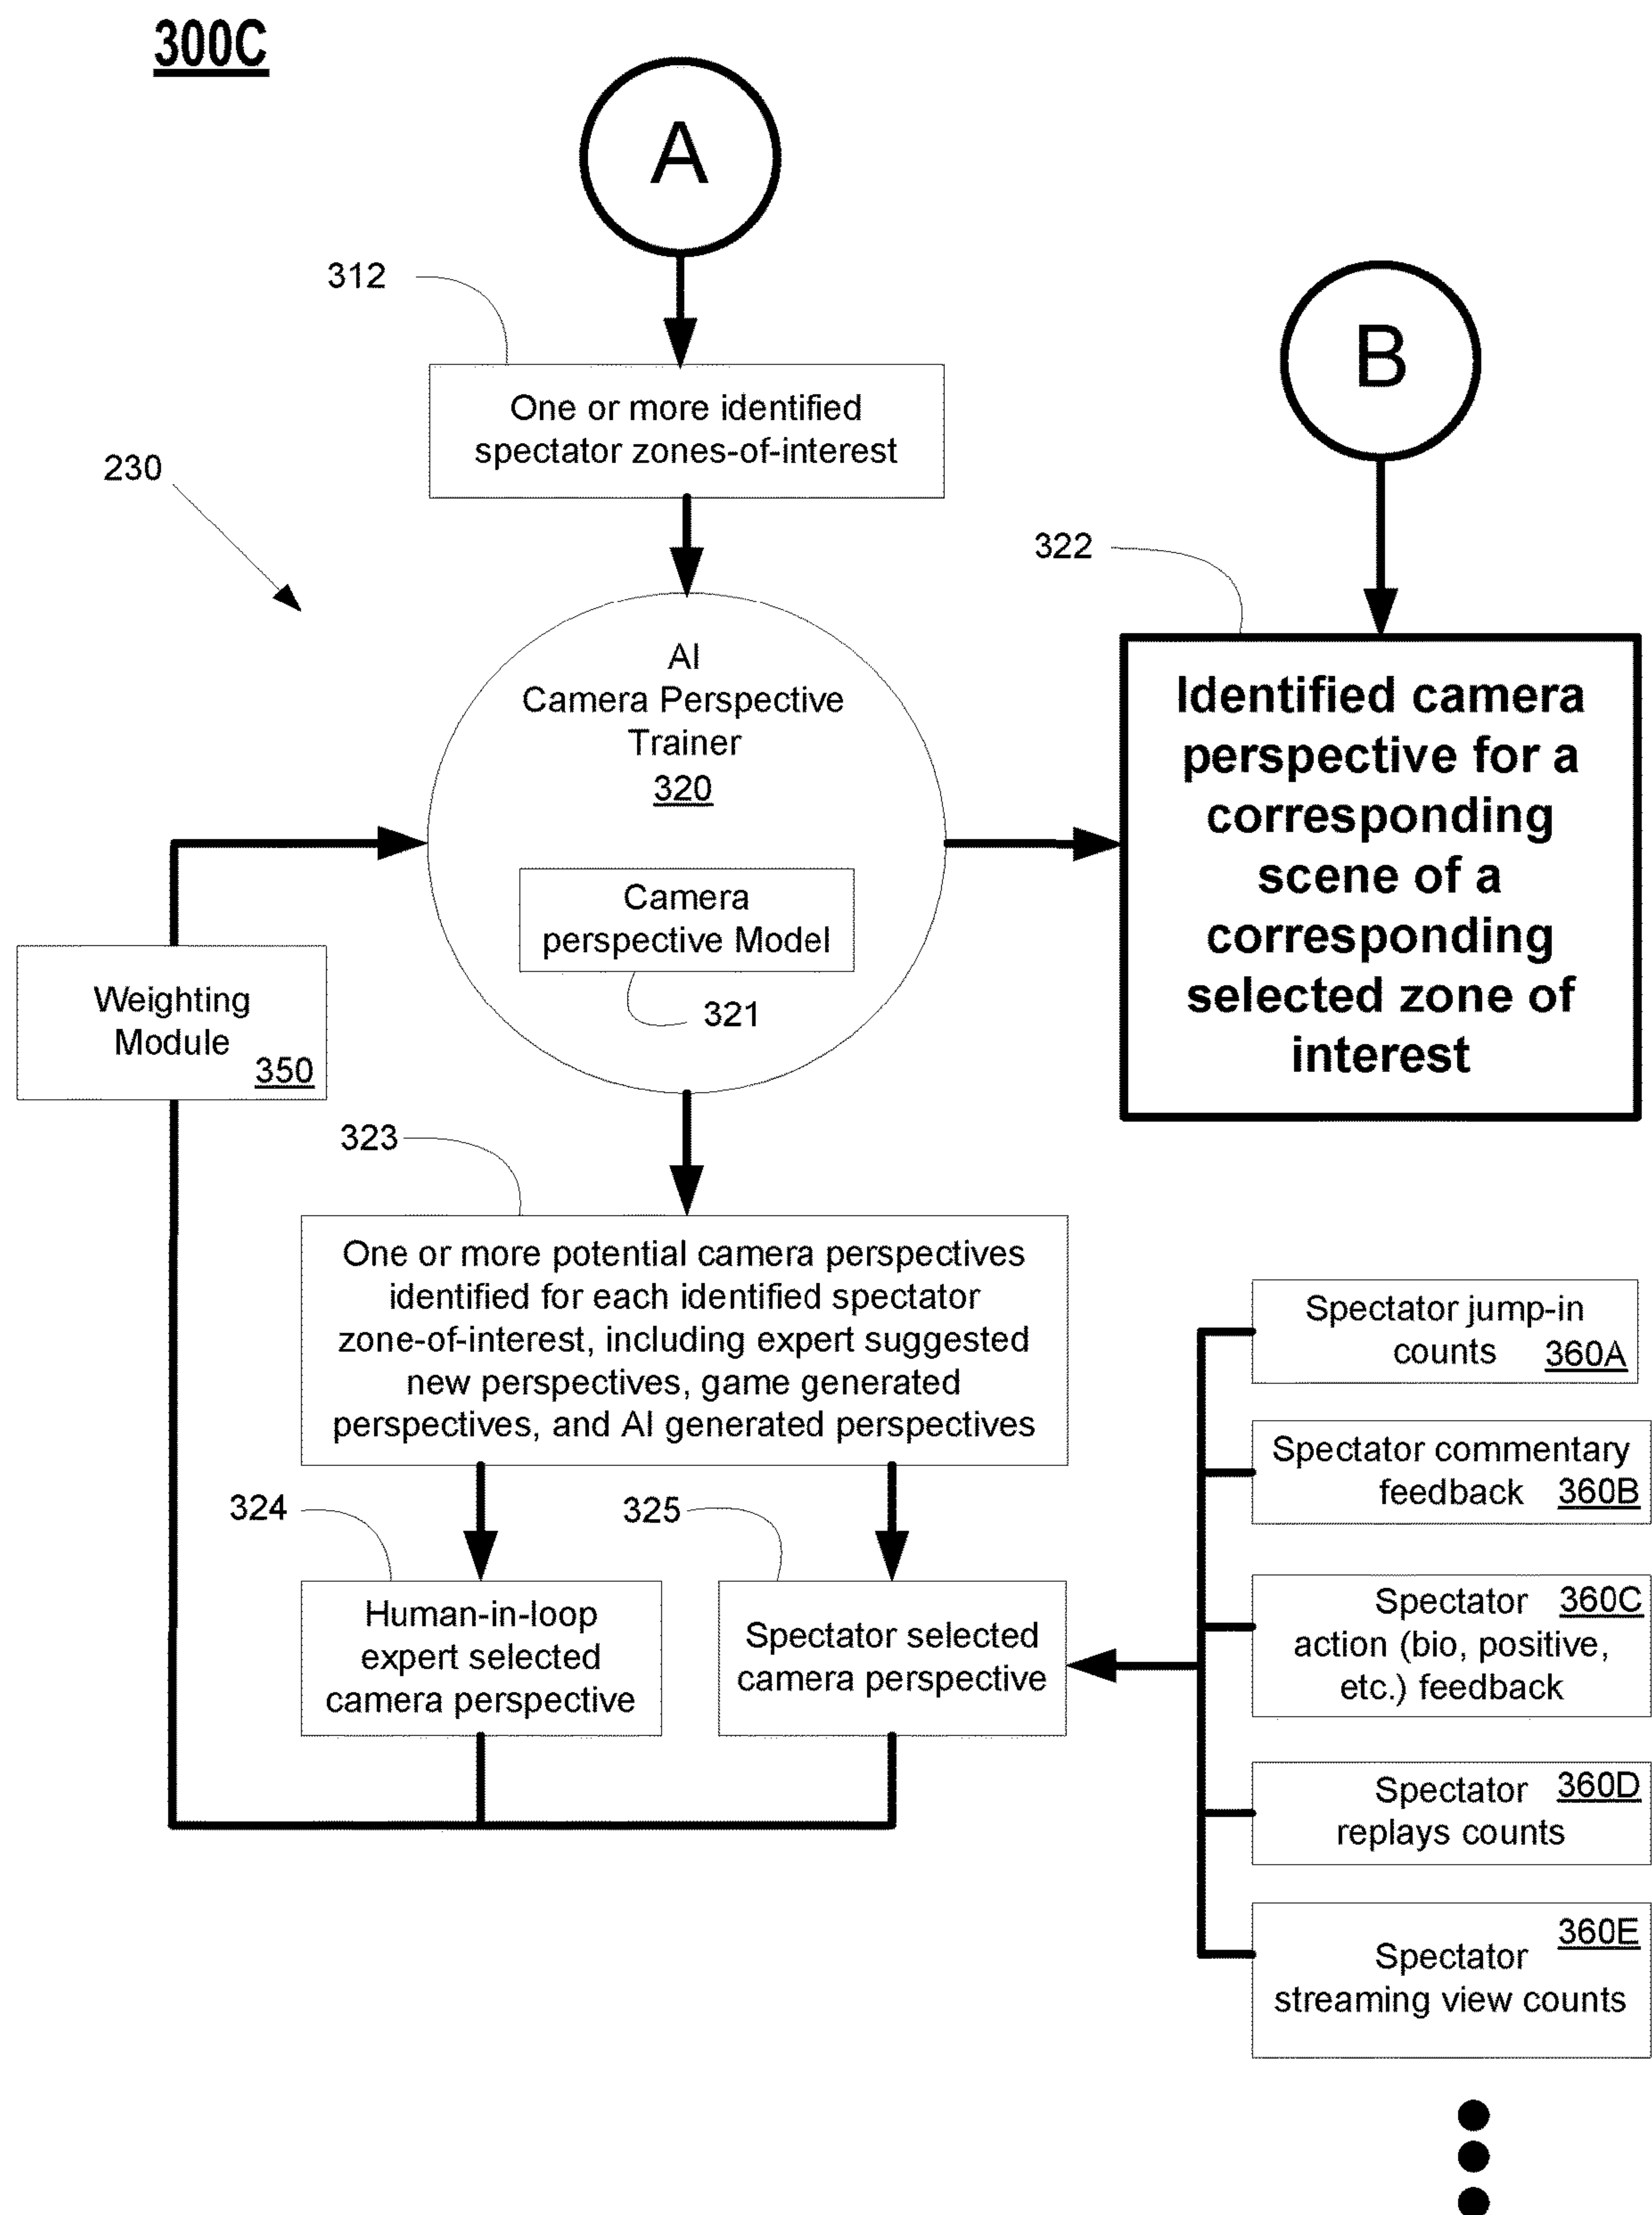 300C
A
312
One or more identified
spectator zones-of-interest
B
230
322
AI
Camera Perspective
Trainer
320
Camera
perspective Model
321
Identified camera
perspective for a
corresponding
scene of a
corresponding
selected zone of
interest
Weighting
Module
350
323
One or more potential camera perspectives
identified for each identified spectator
zone-of-interest, including expert suggested
new perspectives, game generated
perspectives, and AI generated perspectives
324
Human-in-loop
expert selected
camera perspective
325
Spectator selected
camera perspective
Spectator jump-in
counts 360A
Spectator commentary
feedback 360B
Spectator 360C
action (bio, positive,
etc.) feedback
Spectator 360D
replays counts
360E
Spectator
streaming view counts